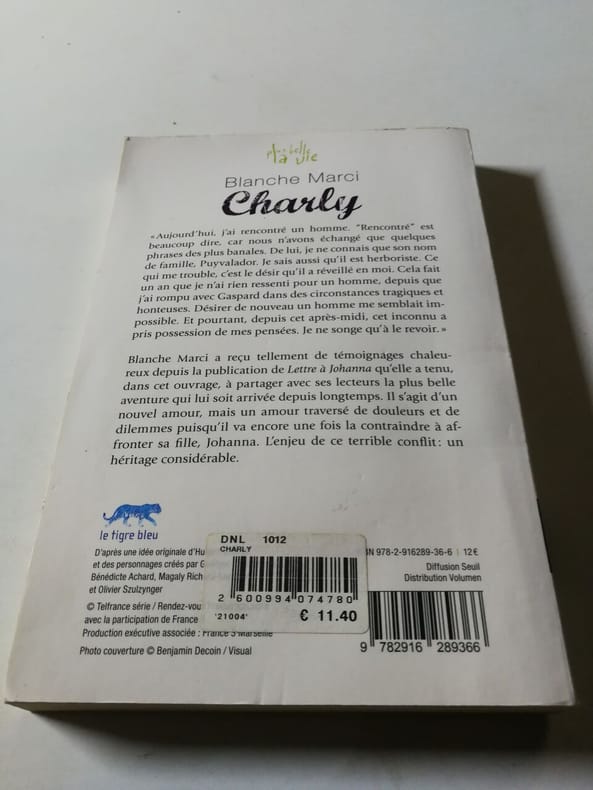 plus belle
la vie
Blanche Marci
Charly
« Aujourd'hui, j'ai rencontré un homme. "Rencontré" est
beaucoup dire, car nous n'avons échangé que quelques
phrases des plus banales. De lui, je ne connais que son nom
de famille, Puyvalador. Je sais aussi qu'il est herboriste. Ce
qui me trouble, c'est le désir qu'il a réveillé en moi. Cela fait
un an que je n'ai rien ressenti pour un homme, depuis que
j'ai rompu avec Gaspard dans des circonstances tragiques et
honteuses. Désirer de nouveau un homme me semblait im-
possible. Et pourtant, depuis cet après-midi, cet inconnu a
pris possession de mes pensées. Je ne songe qu'à le revoir. »
Blanche Marci a reçu tellement de témoignages chaleu-
reux depuis la publication de Lettre à Johanna qu'elle a tenu,
dans cet ouvrage, à partager avec ses lecteurs la plus belle
aventure qui lui soit arrivée depuis longtemps. Il s'agit d'un
nouvel amour, mais un amour traversé de douleurs et de
dilemmes puisqu'il va encore une fois la contraindre à af-
fronter sa fille, Johanna. L'enjeu de ce terrible conflit : un
héritage considérable.
le tigre bleu
D'après une idée originale d'Hu
et des personnages créés par G
Bénédicte Achard, Magaly Rich
et Olivier Szulzynger
© Telfrance série / Rendez-vou
avec la participation de France
Production exécutive associée : France 3 Marseille
Photo couverture © Benjamin Decoin / Visual
DNL 1012
CHARLY
2 600994 074780
*21004*
€ 11.40
BN 978-2-916289-36-6 | 12 €
Diffusion Seuil
Distribution Volumen
9 782916 289366